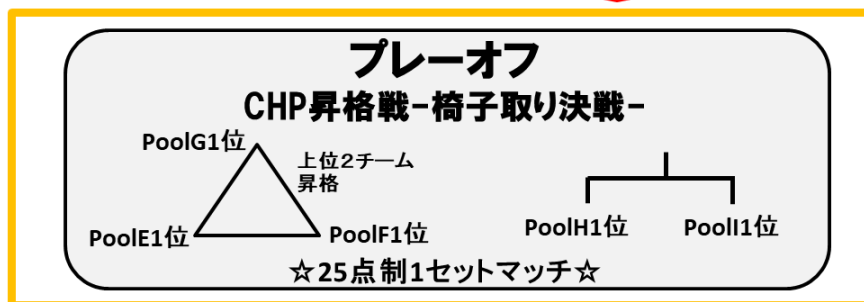 プレーオフ
CHP昇格戦-椅子取り決戦-
PoolG1位
上位2チーム
昇格
PoolE1位
PoolF1位
PoolH1位
PoolI1位
☆25点制1セットマッチ☆